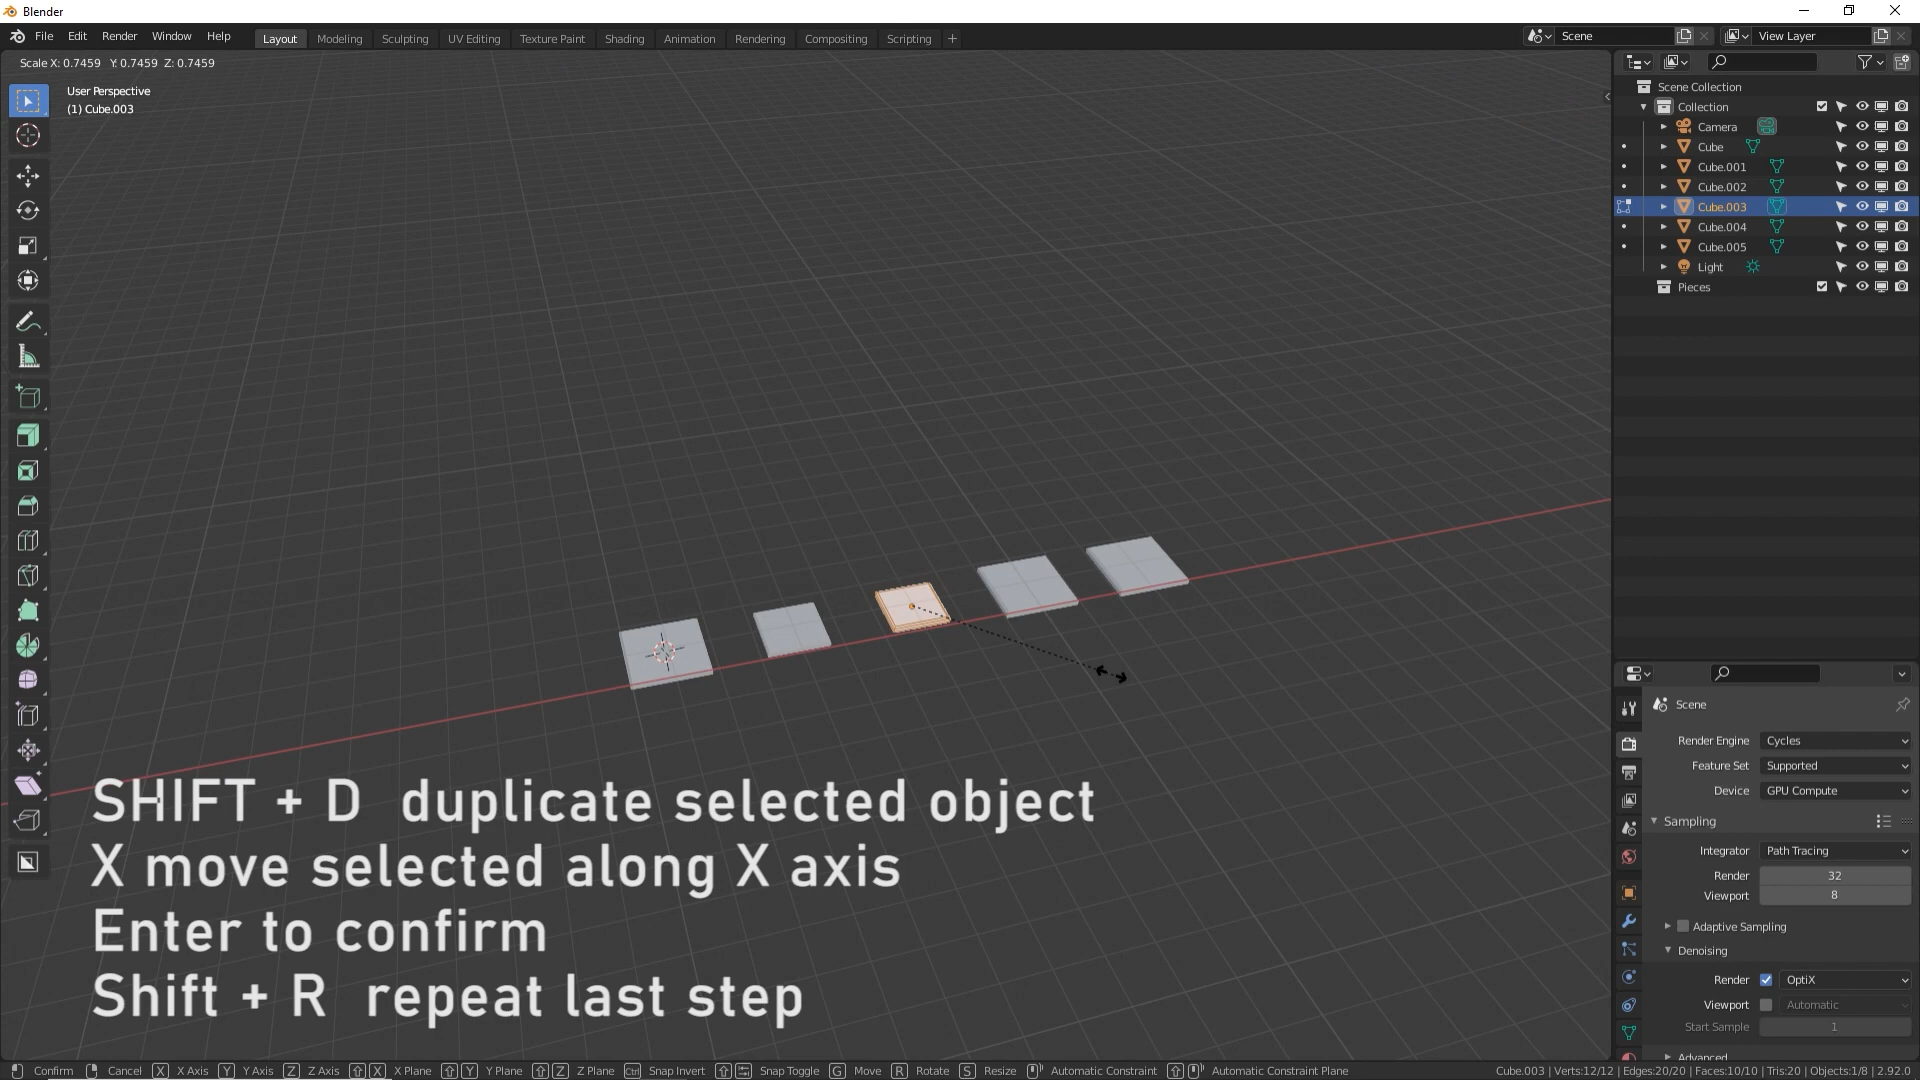 Blender
File Edit Render Window Help Layout Modeling Sculpting UV Editing Texture Paint Shading Animation Rendering Compositing Scripting + Scene View Layer
Scale X: 0.7459 Y: 0.7459 Z: 0.7459
User Perspective
(1) Cube.003
Scene Collection
Collection
Camera
Cube
Cube.001
Cube.002
Cube.003
Cube.004
Cube.005
Light
Pieces
Scene
Render Engine Cycles
Feature Set Supported
Device GPU Compute
Sampling
Integrator Path Tracing
Render 32
Viewport 8
Adaptive Sampling
Denoising
Render OptiX
Viewport Automatic
Start Sample 1
Advanced
SHIFT + D duplicate selected object
X move selected along X axis
Enter to confirm
Shift + R repeat last step
Confirm Cancel X X Axis Y Y Axis Z Z Axis X X Plane Y Y Plane Z Z Plane Ctrl Snap Invert Snap Toggle G Move R Rotate S Resize Automatic Constraint Automatic Constraint Plane Cube.003 | Verts:12/12 | Edges:20/20 | Faces:10/10 | Tris:20 | Objects:1/8 | 2.92.0